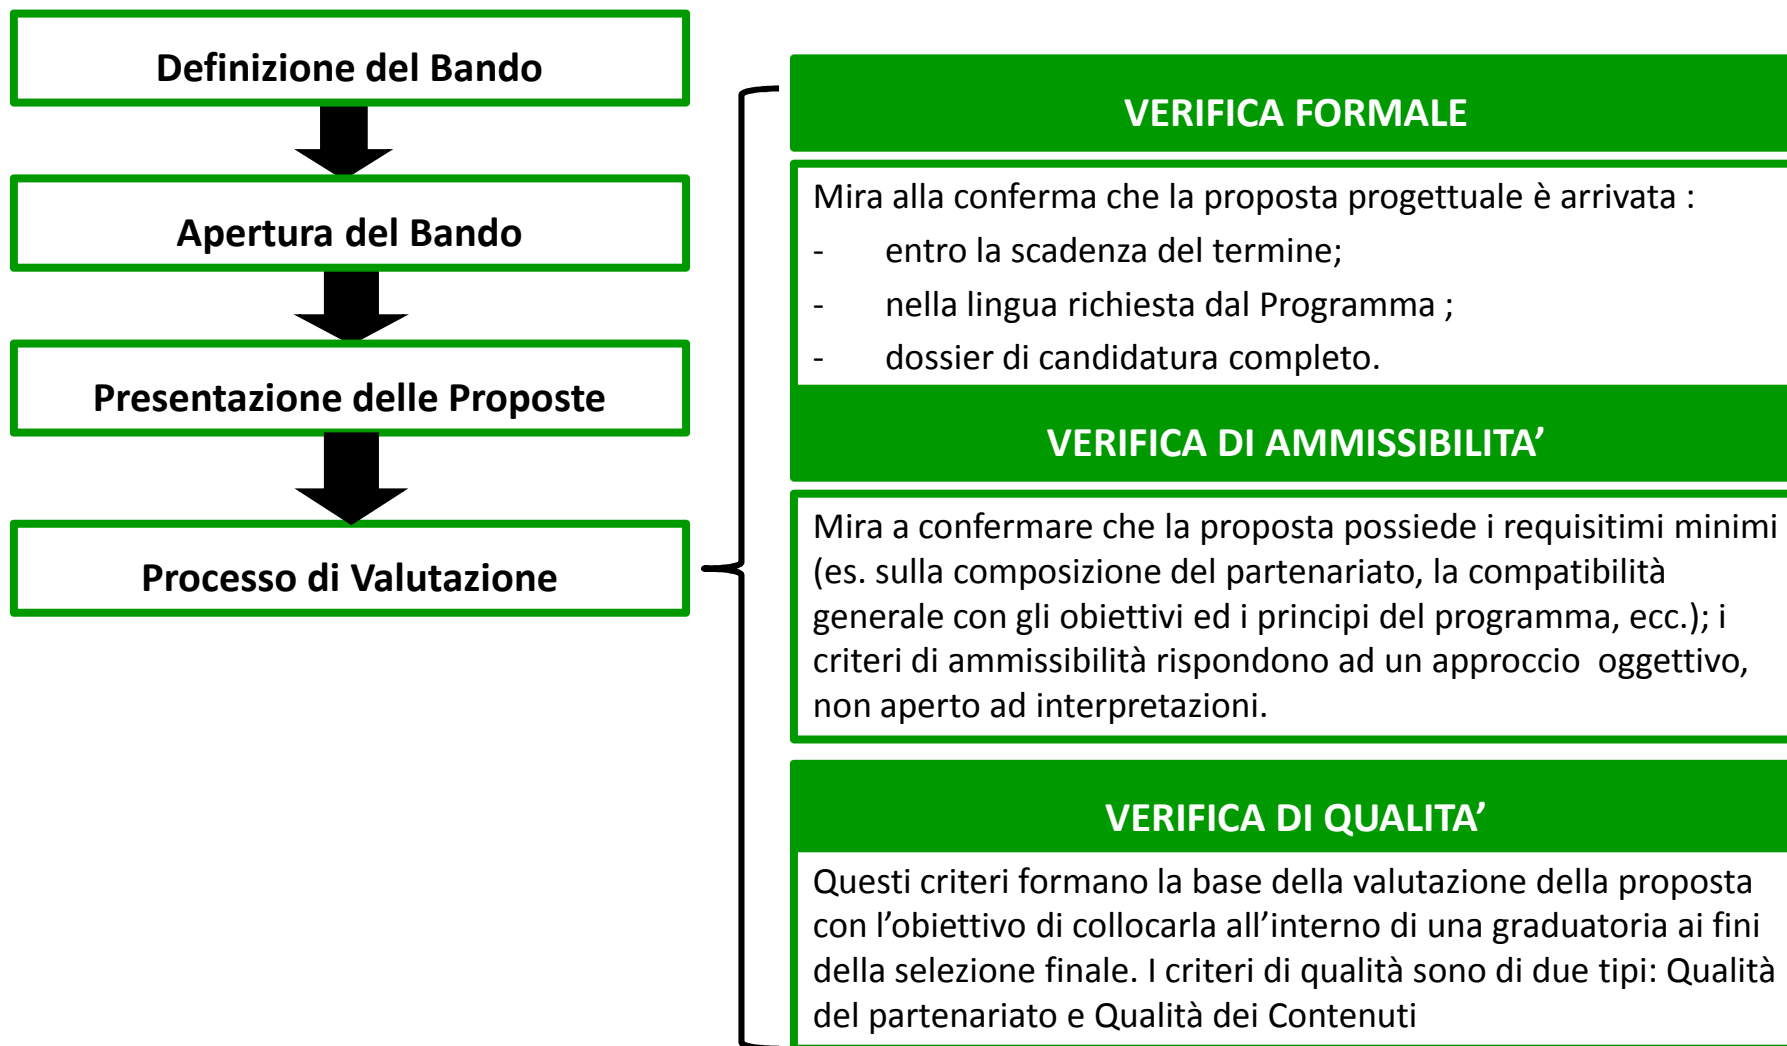 Definizione del Bando
Apertura del Bando
Presentazione delle Proposte
Processo di Valutazione
VERIFICA FORMALE
Mira alla conferma che la proposta progettuale è arrivata :
- entro la scadenza del termine;
- nella lingua richiesta dal Programma ;
- dossier di candidatura completo.
VERIFICA DI AMMISSIBILITA’
Mira a confermare che la proposta possiede i requisitimi minimi
(es. sulla composizione del partenariato, la compatibilità
generale con gli obiettivi ed i principi del programma, ecc.); i
criteri di ammissibilità rispondono ad un approccio oggettivo,
non aperto ad interpretazioni.
VERIFICA DI QUALITA’
Questi criteri formano la base della valutazione della proposta
con l’obiettivo di collocarla all’interno di una graduatoria ai fini
della selezione finale. I criteri di qualità sono di due tipi: Qualità
del partenariato e Qualità dei Contenuti